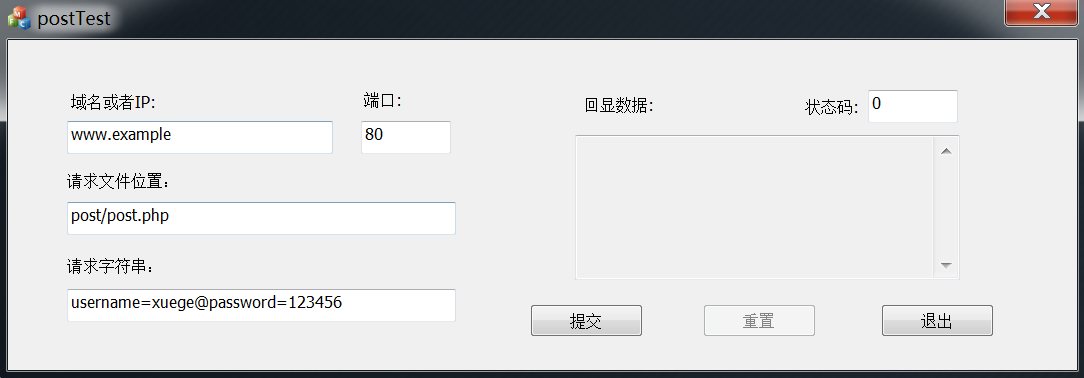 postTest
域名或者IP:
端口:
回显数据:
状态码:
0
www.example
80
请求文件位置:
post/post.php
请求字符串:
username=xuege@password=123456
提交
重置
退出